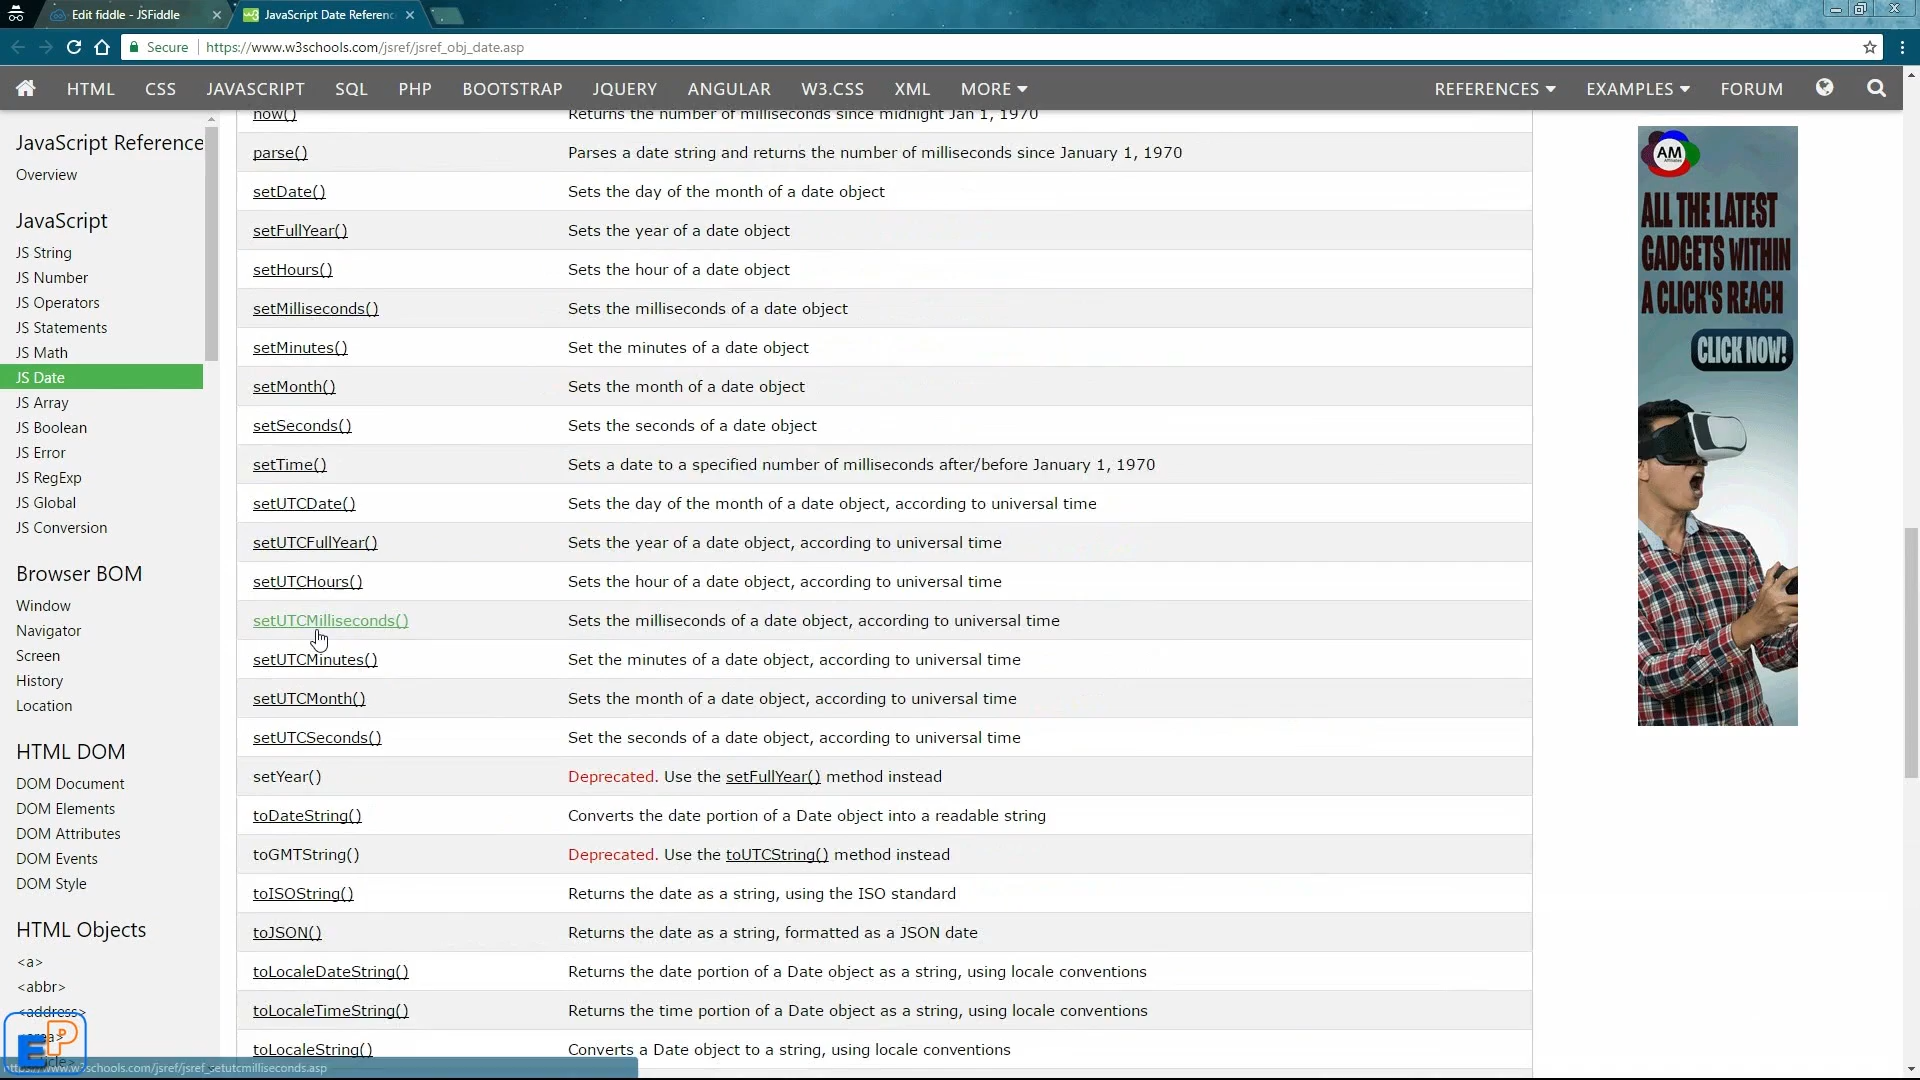 Edit fiddle - JSFiddle
JavaScript Date Referenc
Secure
https://www.w3schools.com/jsref/jsref_obj_date.asp
HTML CSS JAVASCRIPT SQL PHP BOOTSTRAP JQUERY ANGULAR W3.CSS XML MORE REFERENCES EXAMPLES FORUM
JavaScript Reference
Overview
JavaScript
JS String
JS Number
JS Operators
JS Statements
JS Math
JS Date
JS Array
JS Boolean
JS Error
JS RegExp
JS Global
JS Conversion
Browser BOM
Window
Navigator
Screen
History
Location
HTML DOM
DOM Document
DOM Elements
DOM Attributes
DOM Events
DOM Style
HTML Objects
<a>
<abbr>
<address>
EP
https://www.w3schools.com/jsref/jsref_setutcmilliseconds.asp
now() Returns the number of milliseconds since midnight Jan 1, 1970
parse() Parses a date string and returns the number of milliseconds since January 1, 1970
setDate() Sets the day of the month of a date object
setFullYear() Sets the year of a date object
setHours() Sets the hour of a date object
setMilliseconds() Sets the milliseconds of a date object
setMinutes() Set the minutes of a date object
setMonth() Sets the month of a date object
setSeconds() Sets the seconds of a date object
setTime() Sets a date to a specified number of milliseconds after/before January 1, 1970
setUTCDate() Sets the day of the month of a date object, according to universal time
setUTCFullYear() Sets the year of a date object, according to universal time
setUTCHours() Sets the hour of a date object, according to universal time
setUTCMilliseconds() Sets the milliseconds of a date object, according to universal time
setUTCMinutes() Set the minutes of a date object, according to universal time
setUTCMonth() Sets the month of a date object, according to universal time
setUTCSeconds() Set the seconds of a date object, according to universal time
setYear() Deprecated. Use the setFullYear() method instead
toDateString() Converts the date portion of a Date object into a readable string
toGMTString() Deprecated. Use the toUTCString() method instead
toISOString() Returns the date as a string, using the ISO standard
toJSON() Returns the date as a string, formatted as a JSON date
toLocaleDateString() Returns the date portion of a Date object as a string, using locale conventions
toLocaleTimeString() Returns the time portion of a Date object as a string, using locale conventions
toLocaleString() Converts a Date object to a string, using locale conventions
AM
ALL THE LATEST
GADGETS WITHIN
A CLICK'S REACH
CLICK NOW!